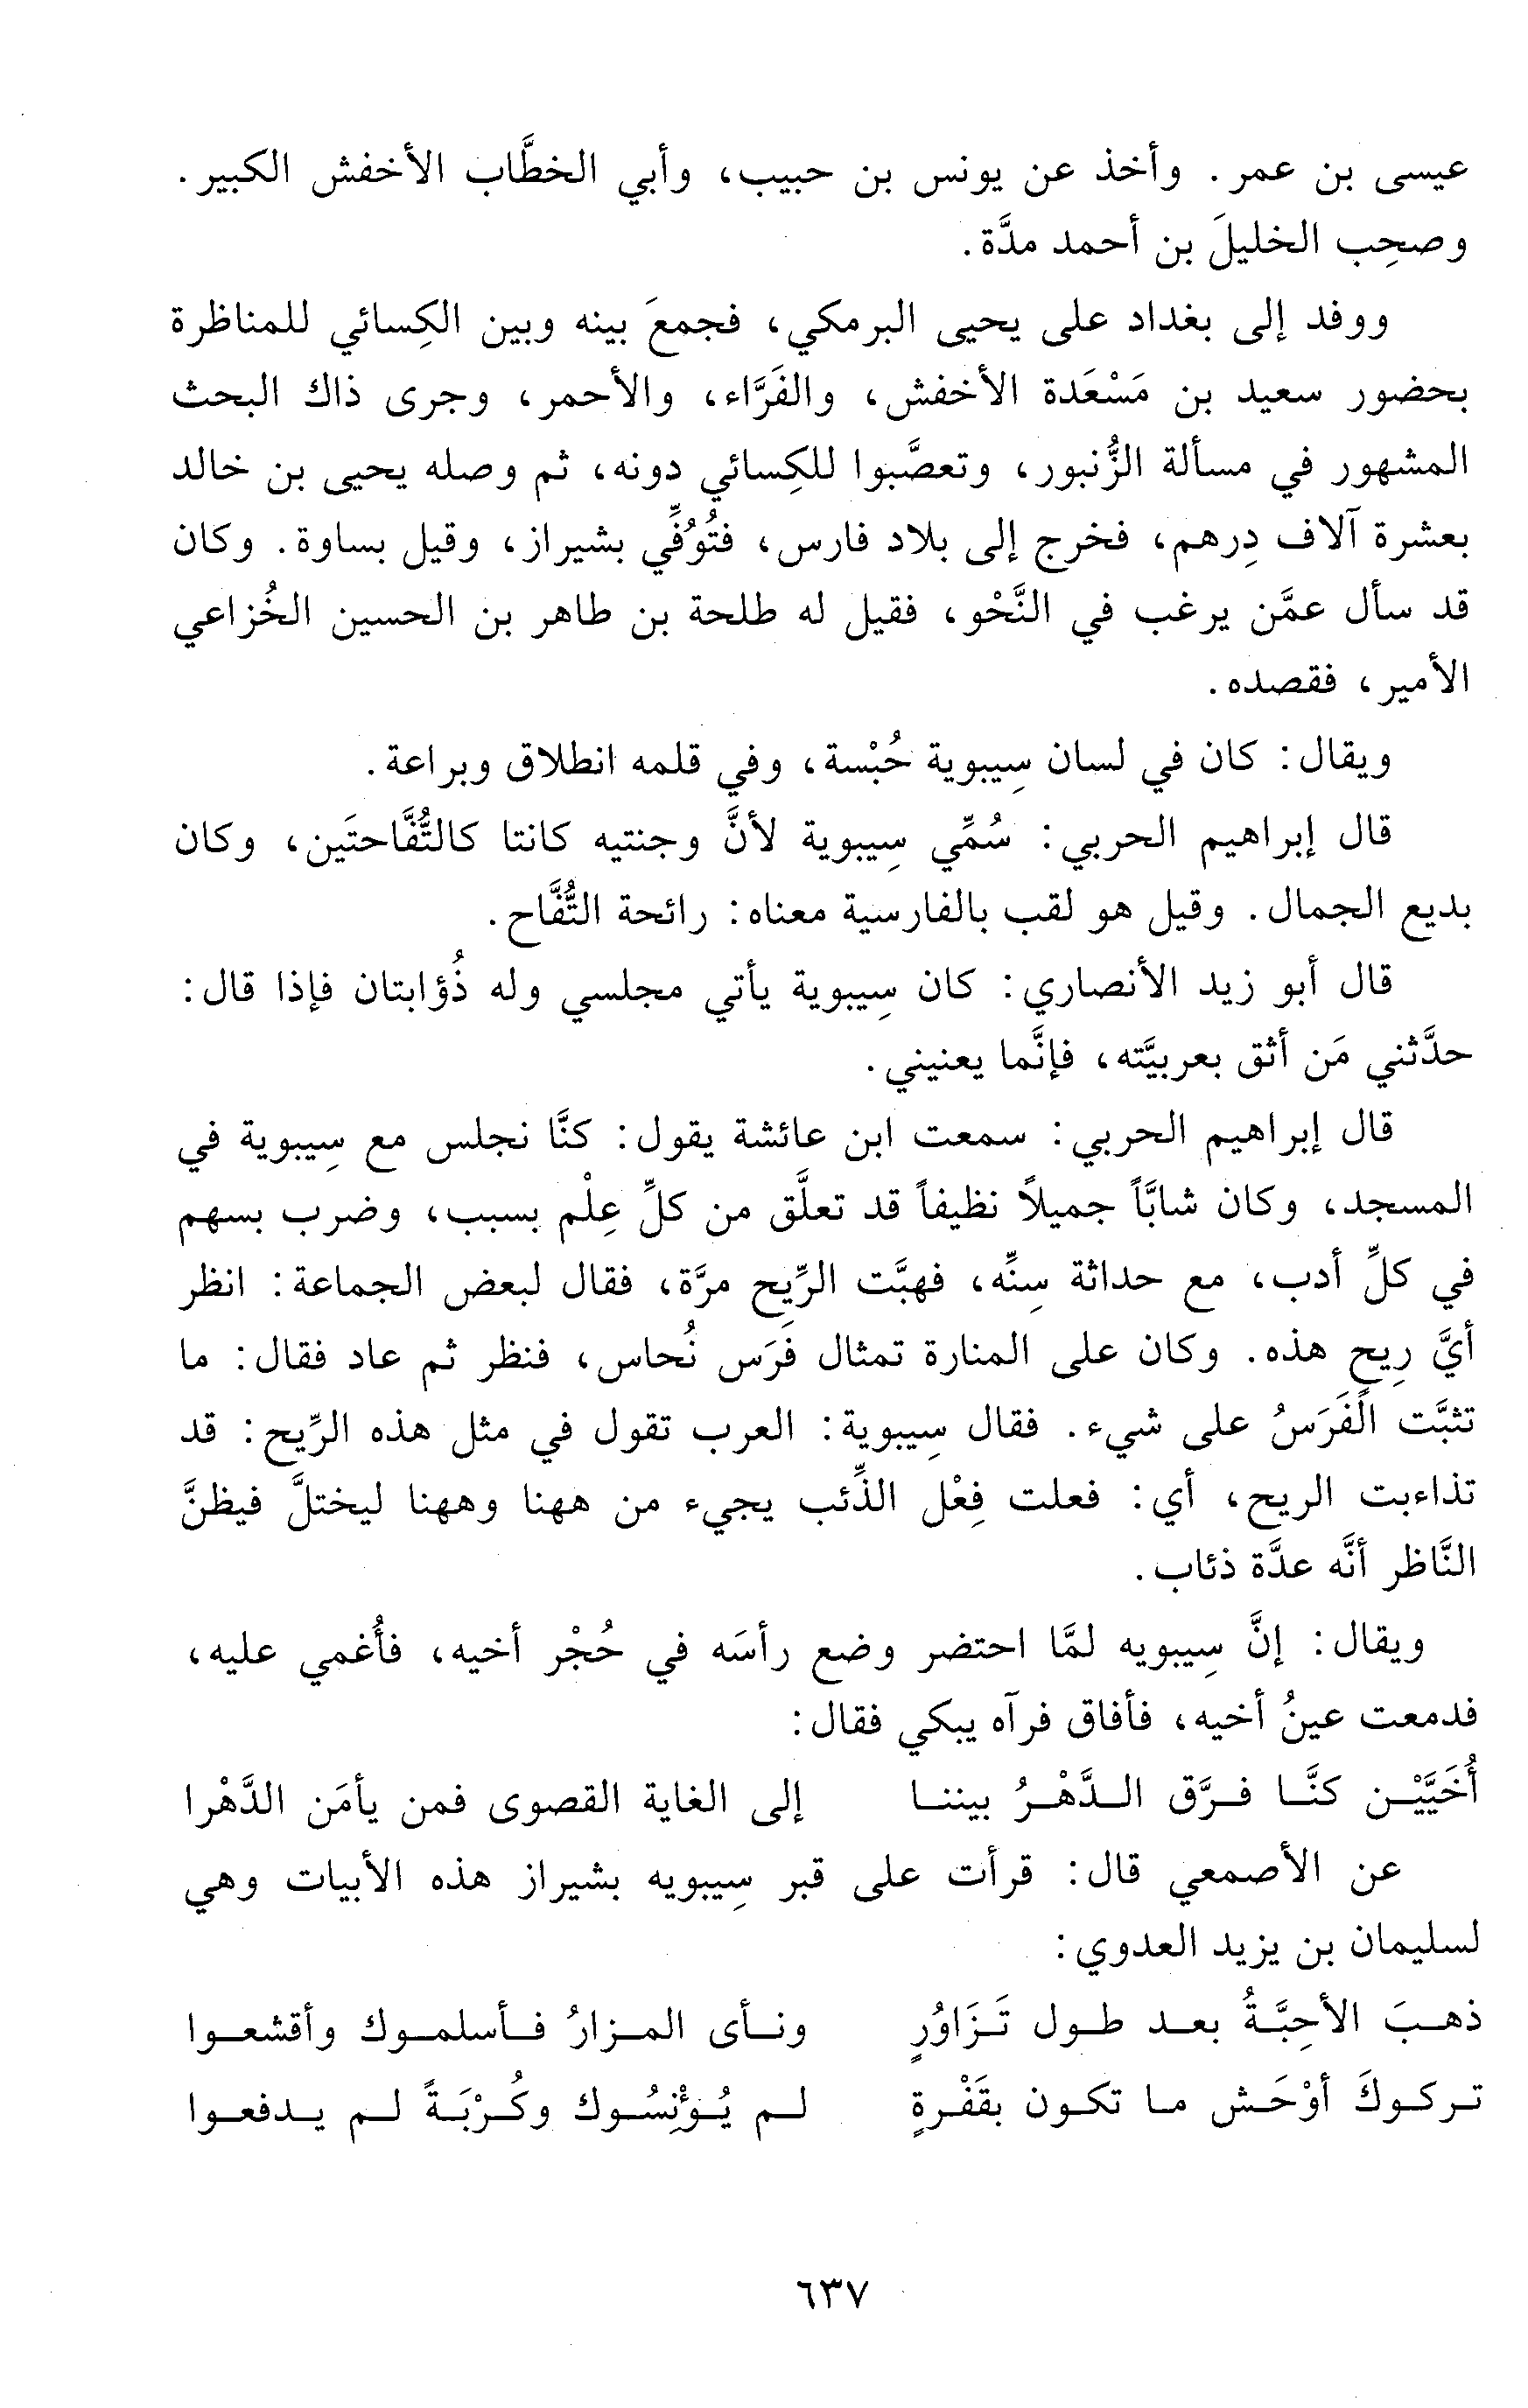 عيسى بن عمر. وأخذ عن يونس بن حبيب، وأبي الخطَّاب الأخفش الكبير.
وصحِب الخليلَ بن أحمد مدَّة.
ووفد إلى بغداد على يحيى البرمكي، فجمعَ بينه وبين الكِسائي للمناظرة
بحضور سعيد بن مَسْعَدة الأخفش، والفَرَّاء، والأحمر، وجرى ذاك البحث
المشهور في مسألة الزُّنبور، وتعصَّبوا للكِسائي دونه، ثم وصله يحيى بن خالد
بعشرة آلاف دِرهم، فخرج إلى بلاد فارس، فتُوُفِّي بشيراز، وقيل بساوة. وكان
قد سأل عمَّن يرغب في النَّحْو، فقيل له طلحة بن طاهر بن الحسين الخُزاعي
الأمير، فقصده.
ويقال: كان في لسان سِيبوية حُبْسة، وفي قلمه انطلاق وبراعة.
قال إبراهيم الحربي: سُمِّي سِيبوية لأنَّ وجنتيه كانتا كالتُّفَّاحتَين، وكان
بديع الجمال. وقيل هو لقب بالفارسية معناه: رائحة التُّفَّاح.
قال أبو زيد الأنصاري: كان سِيبوية يأتي مجلسي وله ذُؤابتان فإذا قال:
حدَّثني مَن أثق بعربيَّته، فإنَّما يعنيني.
قال إبراهيم الحربي: سمعت ابن عائشة يقول: كنَّا نجلس مع سِيبوية في
المسجد، وكان شابَّاً جميلاً نظيفاً قد تعلَّق من كلِّ عِلْم بسبب، وضرب بسهم
في كلِّ أدب، مع حداثة سِنِّه، فهبَّت الرِّيح مرَّة، فقال لبعض الجماعة: انظر
أيَّ رِيح هذه. وكان على المنارة تمثال فَرَس نُحاس، فنظر ثم عاد فقال: ما
تثبَّت الفَرَسُ على شيء. فقال سِيبوية: العرب تقول في مثل هذه الرِّيح: قد
تذاءبت الريح، أي: فعلت فِعْل الذِّئب يجيء من ههنا وههنا ليختلَّ فيظنَّ
النَّاظر أنَّه عدَّة ذئاب.
ويقال: إنَّ سِيبويه لمَّا احتضر وضع رأسَه في حُجْر أخيه، فأُغمي عليه،
فدمعت عينُ أخيه، فأفاق فرآه يبكي فقال:
أُخَيَّيْن كنَّا فرَّق الدَّهْرُ بيننا إلى الغاية القصوى فمن يأمَن الدَّهْرا
عن الأصمعي قال: قرأت على قبر سِيبويه بشيراز هذه الأبيات وهي
لسليمان بن يزيد العدوي:
ذهبَ الأحِبَّةُ بعد طول تَزَاوُرٍ ونأى المزارُ فأسلموك وأقشعوا
تركوكَ أوْحَش ما تكون بقَفْرةٍ لم يُؤْنِسُوك وكُرْبَةً لم يدفعوا
٦٣٧